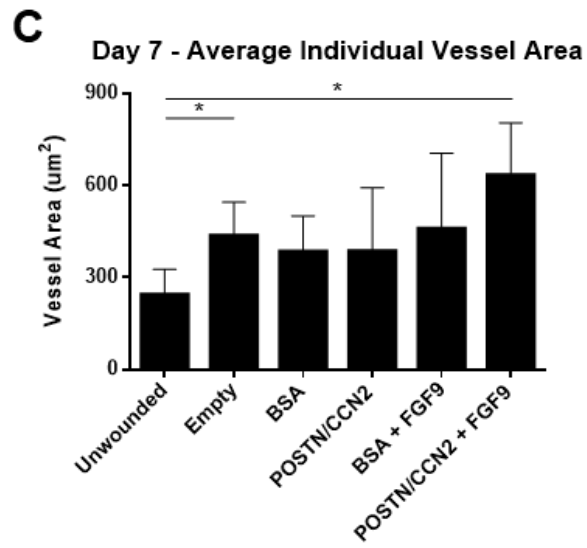 C
Day 7 - Average Individual Vessel Area
Vessel Area (um²)
900
600
300
0
*
*
Unwounded
Empty
BSA
POSTN/CCN2
BSA + FGF9
POSTN/CCN2 + FGF9